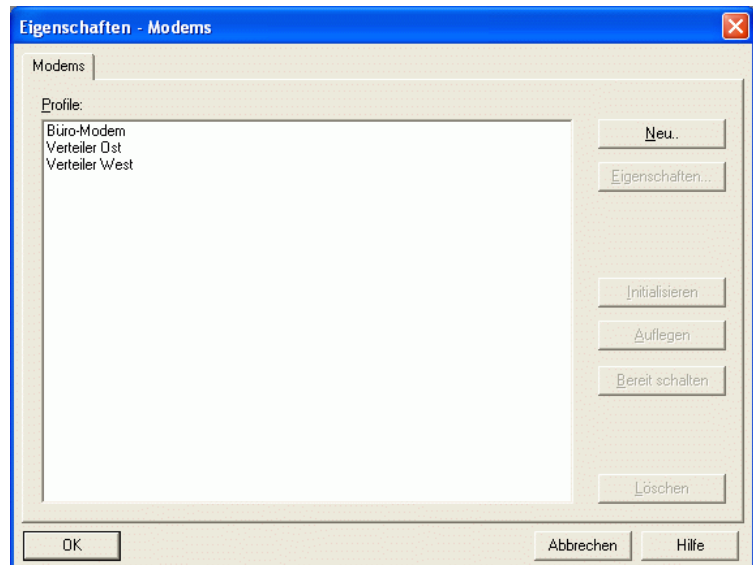 Eigenschaften - Modems
Modems
Profile:
Büro-Modem
Verteiler Ost
Verteiler West
Neu..
Eigenschaften...
Initialisieren
Auflegen
Bereit schalten
Löschen
OK
Abbrechen
Hilfe